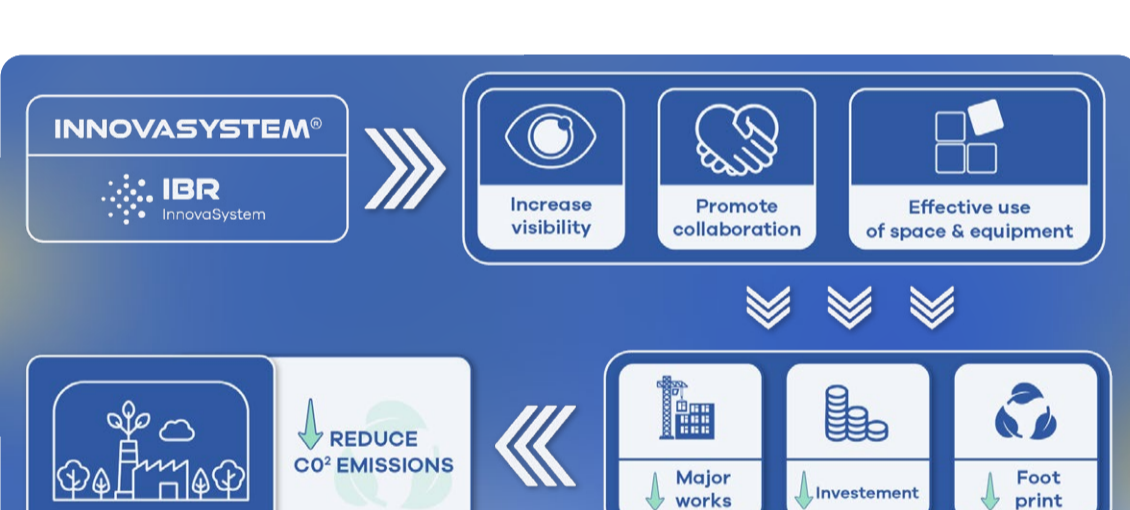 INNOVASYSTEM®
IBR
InnovaSystem
Increase
visibility
Promote
collaboration
Effective use
of space & equipment
REDUCE
C0² EMISSIONS
Major
works
Investement
Foot
print